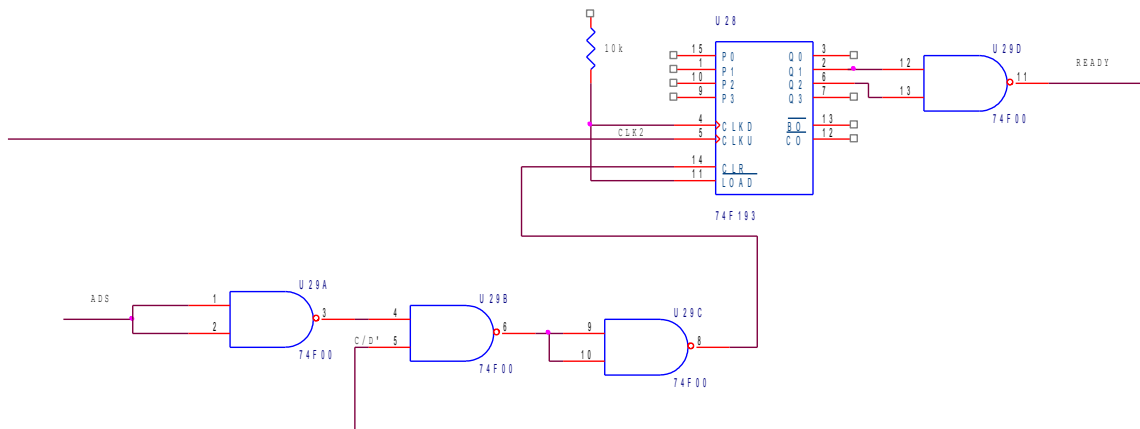 U28
10k
15 P0 Q0 3
1 P1 Q1 2
10 P2 Q2 6
9 P3 Q3 7
4 CLKD BO 13
5 CLKU CO 12
CLK2
14 CLR
11 LOAD
74F193
U29D
12
13
11
READY
74F00
ADS
1
2
U29A
3
74F00
C/D'
4
5
U29B
6
74F00
9
10
U29C
8
74F00